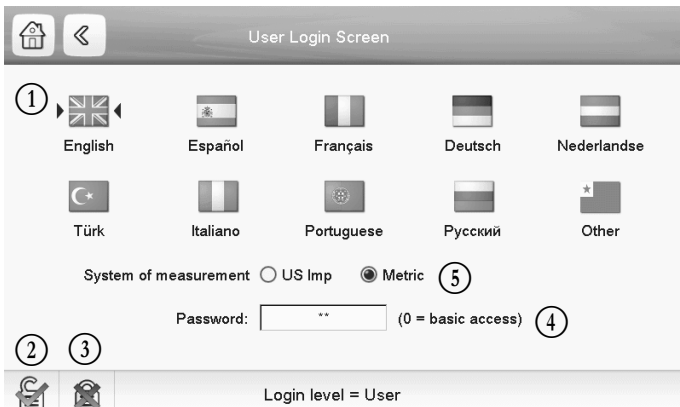 User Login Screen
1
English Español Français Deutsch Nederlandse
Türk Italiano Portuguese Русский Other
System of measurement US Imp Metric 5
Password: ** (0 = basic access) 4
2 3
Login level = User